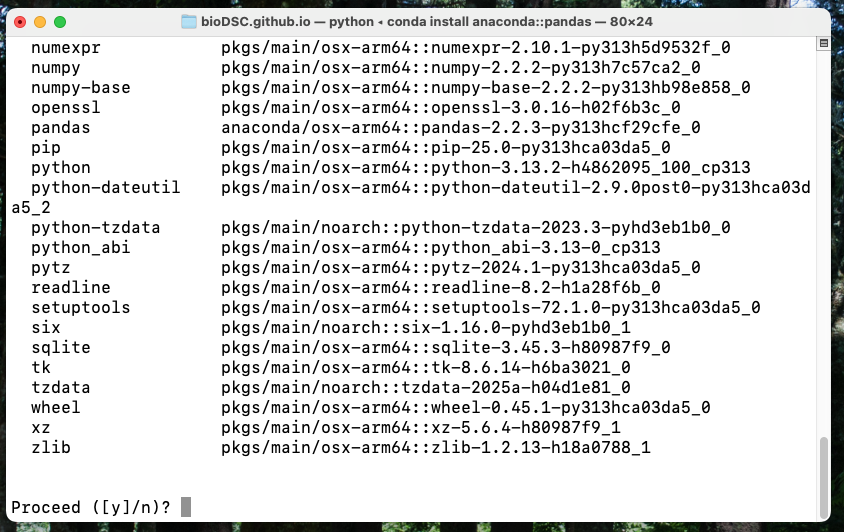 bioDSC.github.io — python ◂ conda install anaconda::pandas — 80×24
numexpr pkgs/main/osx-arm64::numexpr-2.10.1-py313h5d9532f_0
numpy pkgs/main/osx-arm64::numpy-2.2.2-py313h7c57ca2_0
numpy-base pkgs/main/osx-arm64::numpy-base-2.2.2-py313hb98e858_0
openssl pkgs/main/osx-arm64::openssl-3.0.16-h02f6b3c_0
pandas anaconda/osx-arm64::pandas-2.2.3-py313hcf29cfe_0
pip pkgs/main/osx-arm64::pip-25.0-py313hca03da5_0
python pkgs/main/osx-arm64::python-3.13.2-h4862095_100_cp313
python-dateutil pkgs/main/osx-arm64::python-dateutil-2.9.0post0-py313hca03d
a5_2
python-tzdata pkgs/main/noarch::python-tzdata-2023.3-pyhd3eb1b0_0
python_abi pkgs/main/osx-arm64::python_abi-3.13-0_cp313
pytz pkgs/main/osx-arm64::pytz-2024.1-py313hca03da5_0
readline pkgs/main/osx-arm64::readline-8.2-h1a28f6b_0
setuptools pkgs/main/osx-arm64::setuptools-72.1.0-py313hca03da5_0
six pkgs/main/noarch::six-1.16.0-pyhd3eb1b0_1
sqlite pkgs/main/osx-arm64::sqlite-3.45.3-h80987f9_0
tk pkgs/main/osx-arm64::tk-8.6.14-h6ba3021_0
tzdata pkgs/main/noarch::tzdata-2025a-h04d1e81_0
wheel pkgs/main/osx-arm64::wheel-0.45.1-py313hca03da5_0
xz pkgs/main/osx-arm64::xz-5.6.4-h80987f9_1
zlib pkgs/main/osx-arm64::zlib-1.2.13-h18a0788_1
Proceed ([y]/n)?